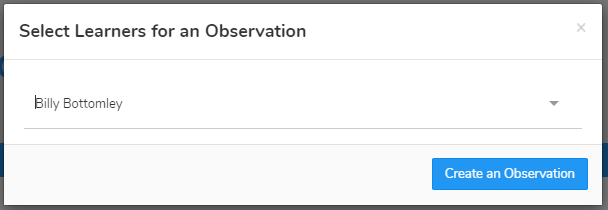 Select Learners for an Observation
×
Billy Bottomley
Create an Observation